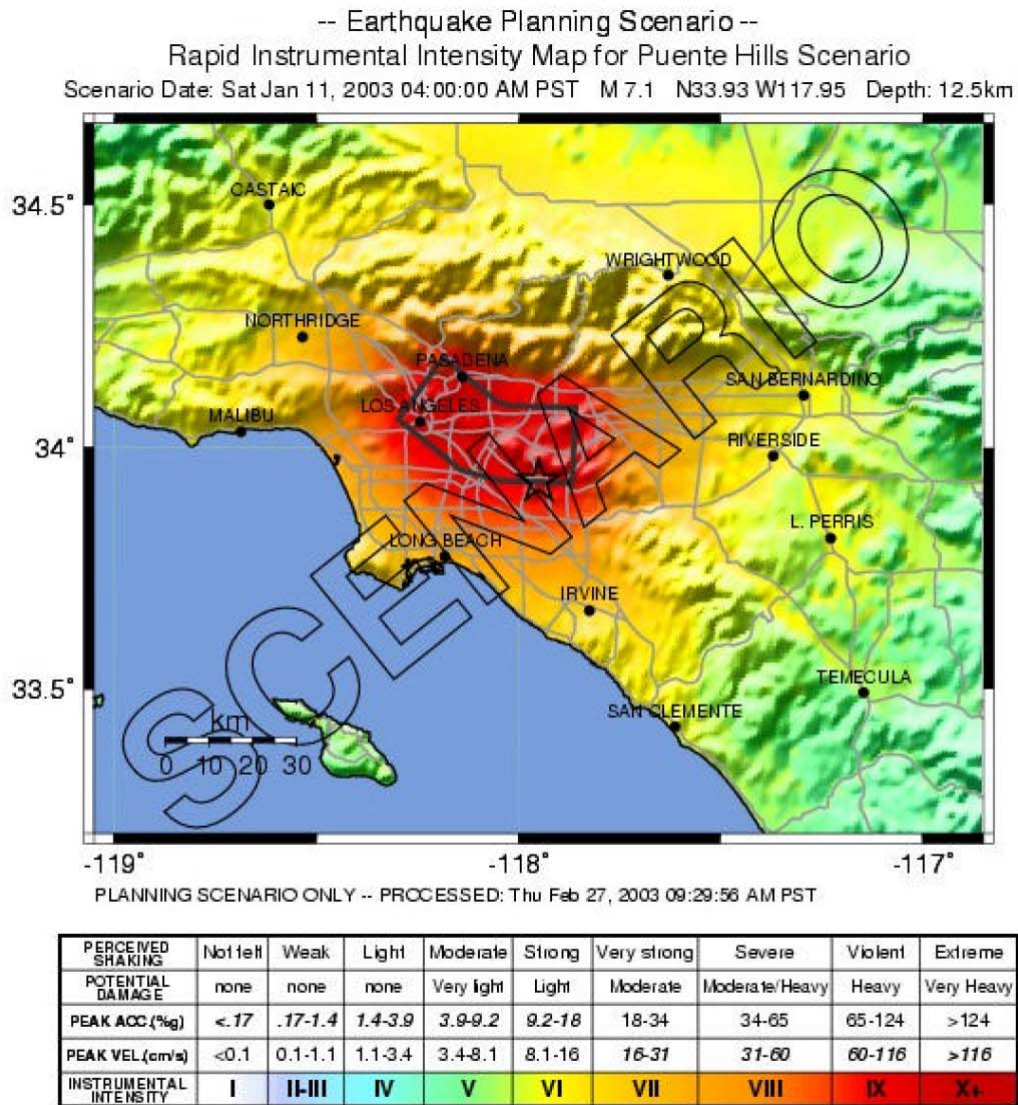 -- Earthquake Planning Scenario --
Rapid Instrumental Intensity Map for Puente Hills Scenario
Scenario Date: Sat Jan 11, 2003 04:00:00 AM PST M 7.1 N33.93 W117.95 Depth: 12.5km
34.5°
CASTAIC
WRIGHTWOOD
NORTHRIDGE
PASADENA
SAN BERNARDINO
LOS ANGELES
MALIBU
34°
RIVERSIDE
L. PERRIS
LONG BEACH
IRVINE
33.5°
TEMECULA
SAN CLEMENTE
SCENARIO
km
0 10 20 30
-119° -118° -117°
PLANNING SCENARIO ONLY -- PROCESSED: Thu Feb 27, 2003 09:29:56 AM PST
PERCEIVED SHAKING Not felt Weak Light Moderate Strong Very strong Severe Violent Extreme
POTENTIAL DAMAGE none none none Very light Light Moderate Moderate/Heavy Heavy Very Heavy
PEAK ACC.(%g) <.17 .17-1.4 1.4-3.9 3.9-9.2 9.2-18 18-34 34-65 65-124 >124
PEAK VEL.(cm/s) <0.1 0.1-1.1 1.1-3.4 3.4-8.1 8.1-16 16-31 31-60 60-116 >116
INSTRUMENTAL INTENSITY I II-III IV V VI VII VIII IX X+